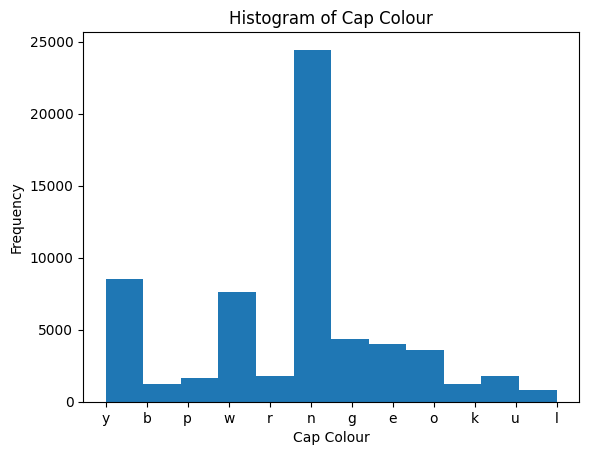 Histogram of Cap Colour
25000
20000
15000
10000
5000
0
Frequency
y b p w r n g e o k u l
Cap Colour